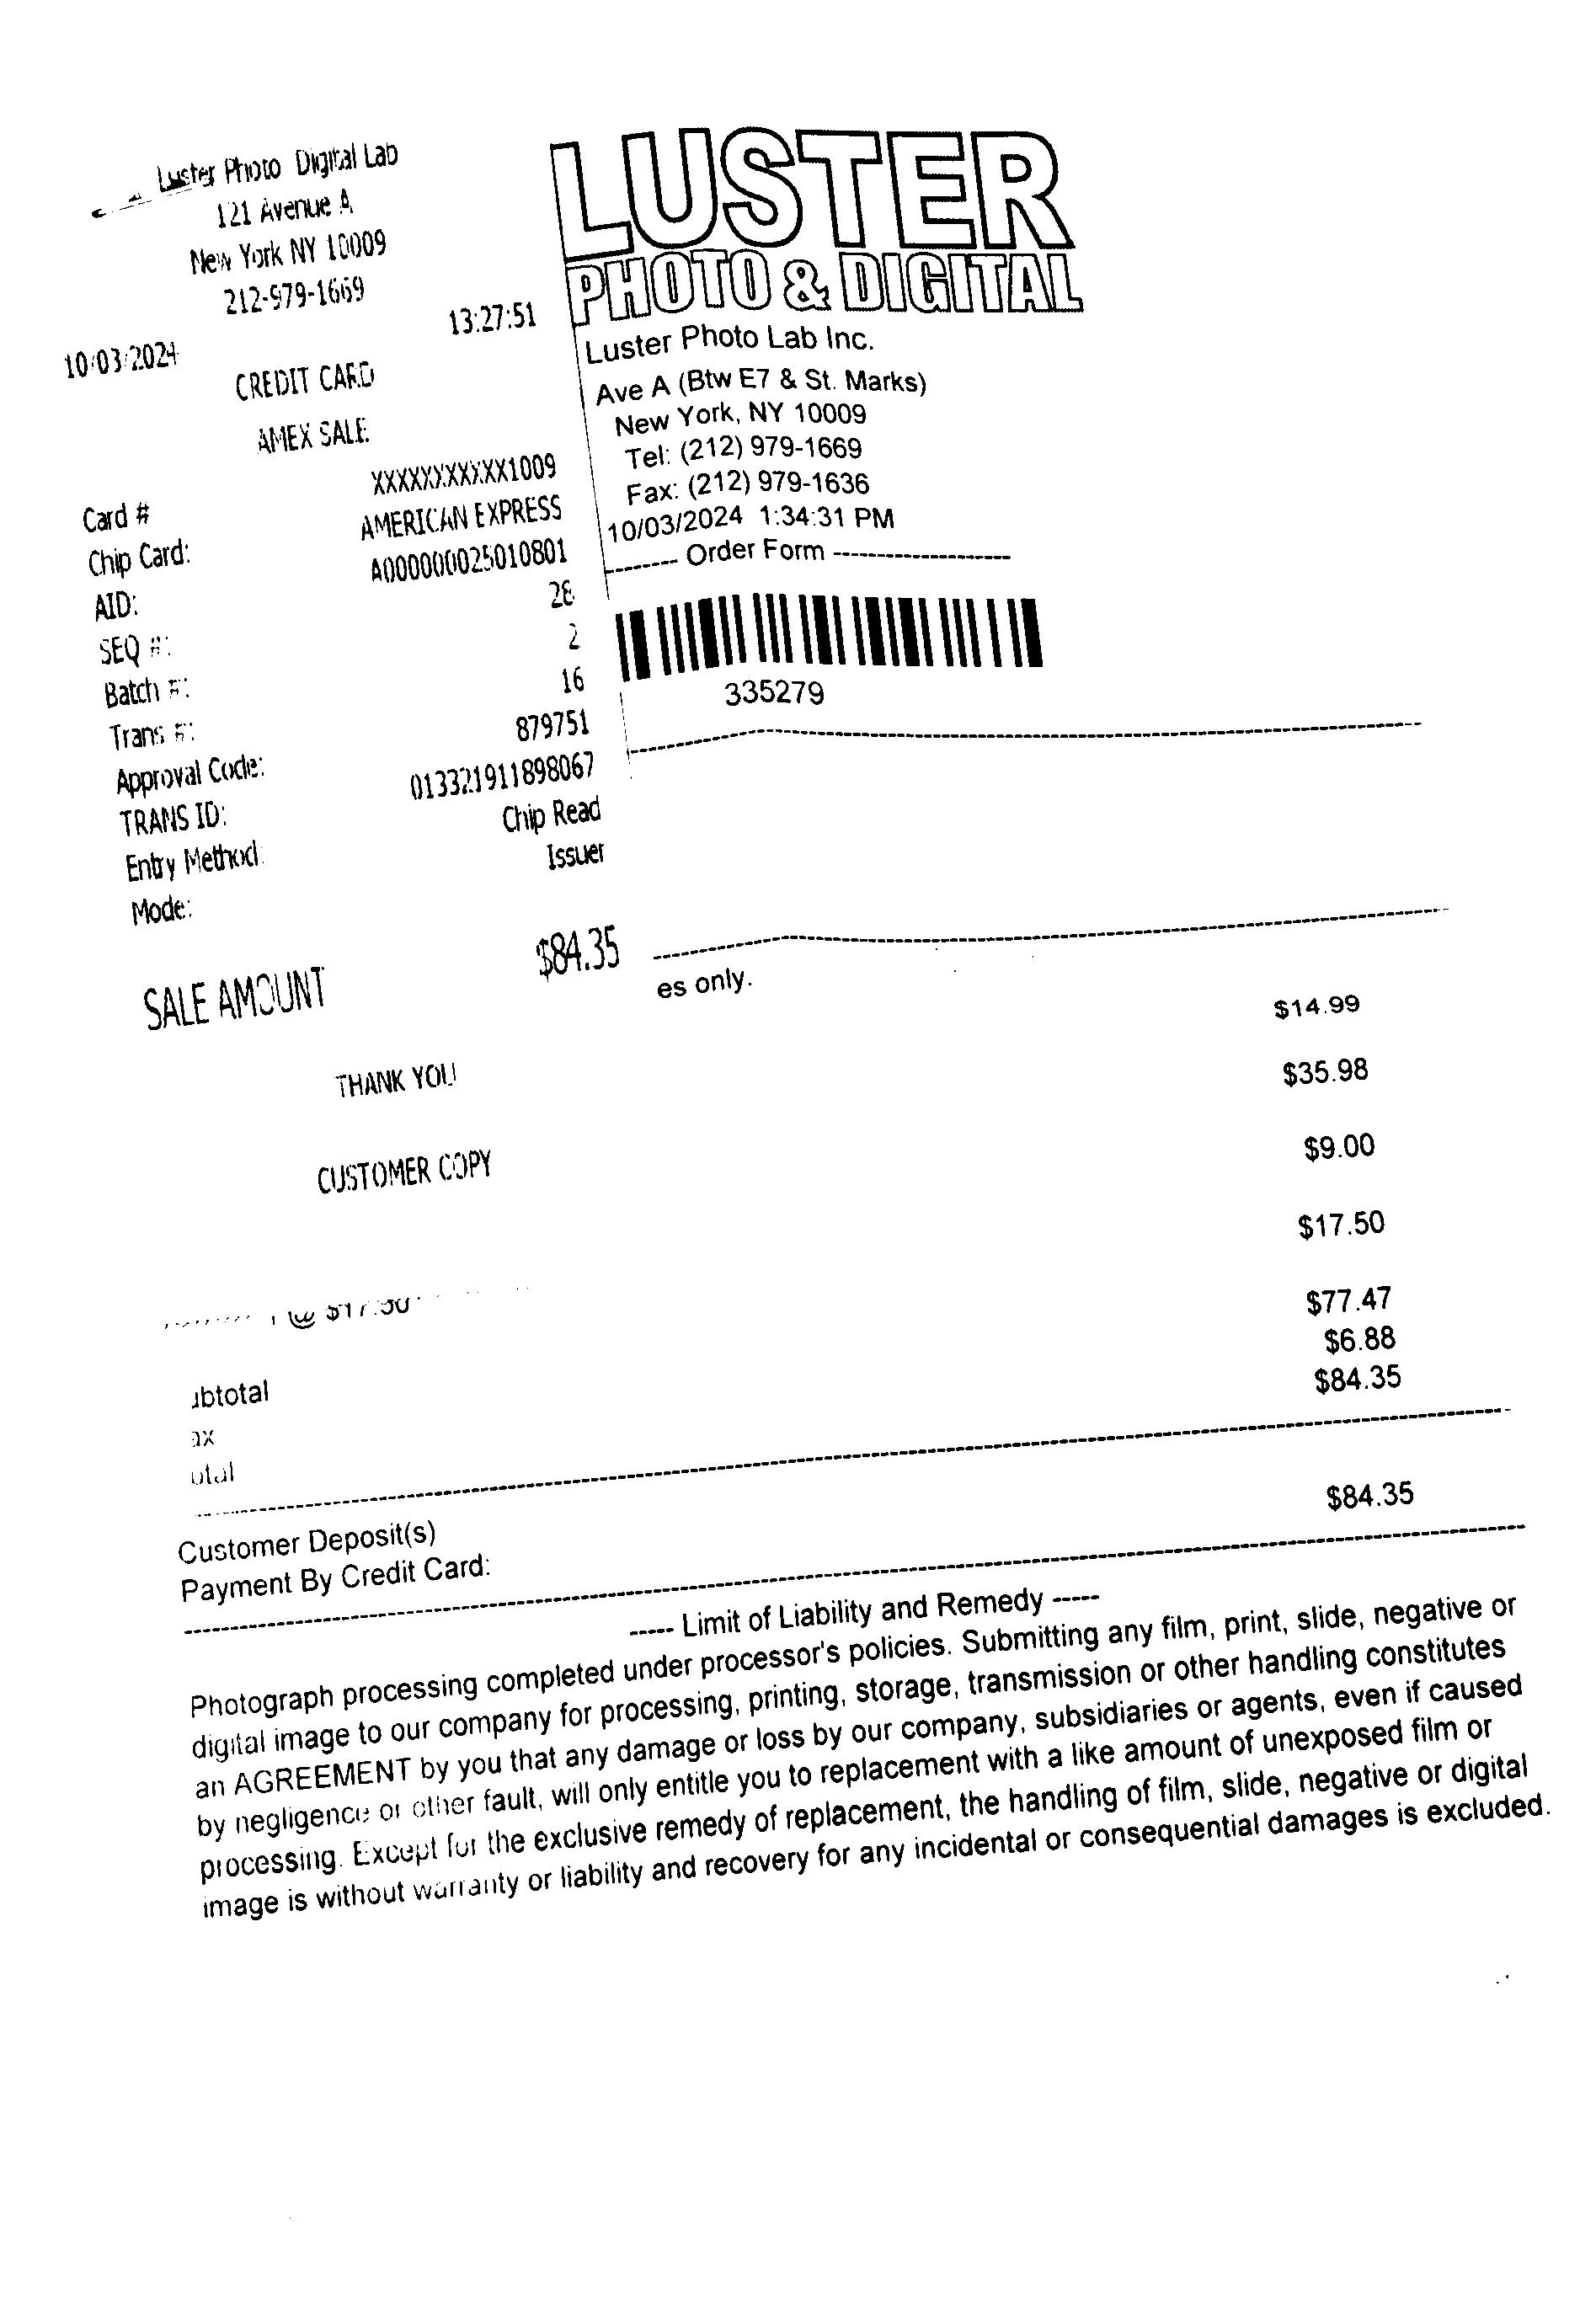 Luster Photo Digital Lab
121 Avenue A
New York NY 10009
212-979-1669
10/03/2024 13:27:51
CREDIT CARD
AMEX SALE
Card # XXXXXXXXXXX1009
Chip Card: AMERICAN EXPRESS
AID: A000000025010801
SEQ #: 28
Batch #: 2
Trans #: 16
Approval Code: 879751
TRANS ID: 013321911898067
Entry Method: Chip Read
Mode: Issuer
SALE AMOUNT $84.35
THANK YOU
CUSTOMER COPY
LUSTER
PHOTO & DIGITAL
Luster Photo Lab Inc.
Ave A (Btw E7 & St. Marks)
New York, NY 10009
Tel: (212) 979-1669
Fax: (212) 979-1636
10/03/2024 1:34:31 PM
-------- Order Form --------------------
335279
es only.
$14.99
$35.98
$9.00
$17.50
@ $17.50
ubtotal $77.47
ax $6.88
otal $84.35
Customer Deposit(s)
Payment By Credit Card: $84.35
----- Limit of Liability and Remedy -----
Photograph processing completed under processor's policies. Submitting any film, print, slide, negative or
digital image to our company for processing, printing, storage, transmission or other handling constitutes
an AGREEMENT by you that any damage or loss by our company, subsidiaries or agents, even if caused
by negligence or other fault, will only entitle you to replacement with a like amount of unexposed film or
processing. Except for the exclusive remedy of replacement, the handling of film, slide, negative or digital
image is without warranty or liability and recovery for any incidental or consequential damages is excluded.